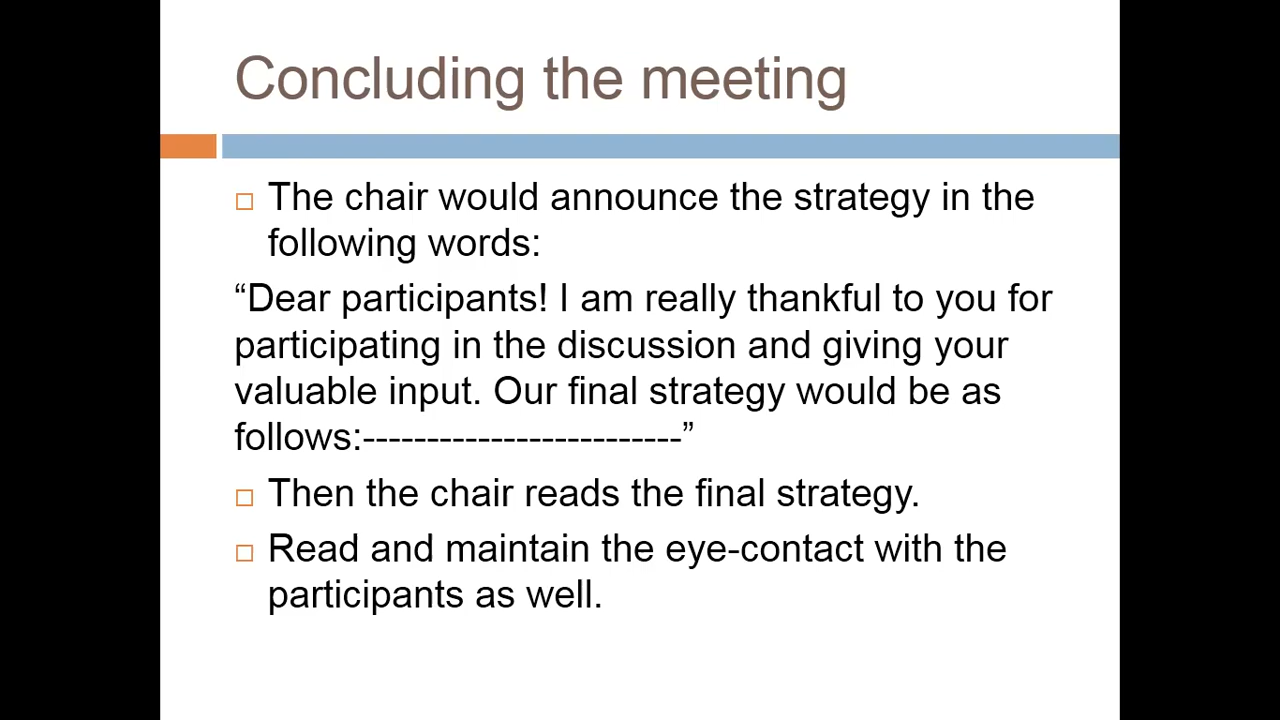 Concluding the meeting
The chair would announce the strategy in the
following words:
“Dear participants! I am really thankful to you for
participating in the discussion and giving your
valuable input. Our final strategy would be as
follows:-------------------------”
Then the chair reads the final strategy.
Read and maintain the eye-contact with the
participants as well.